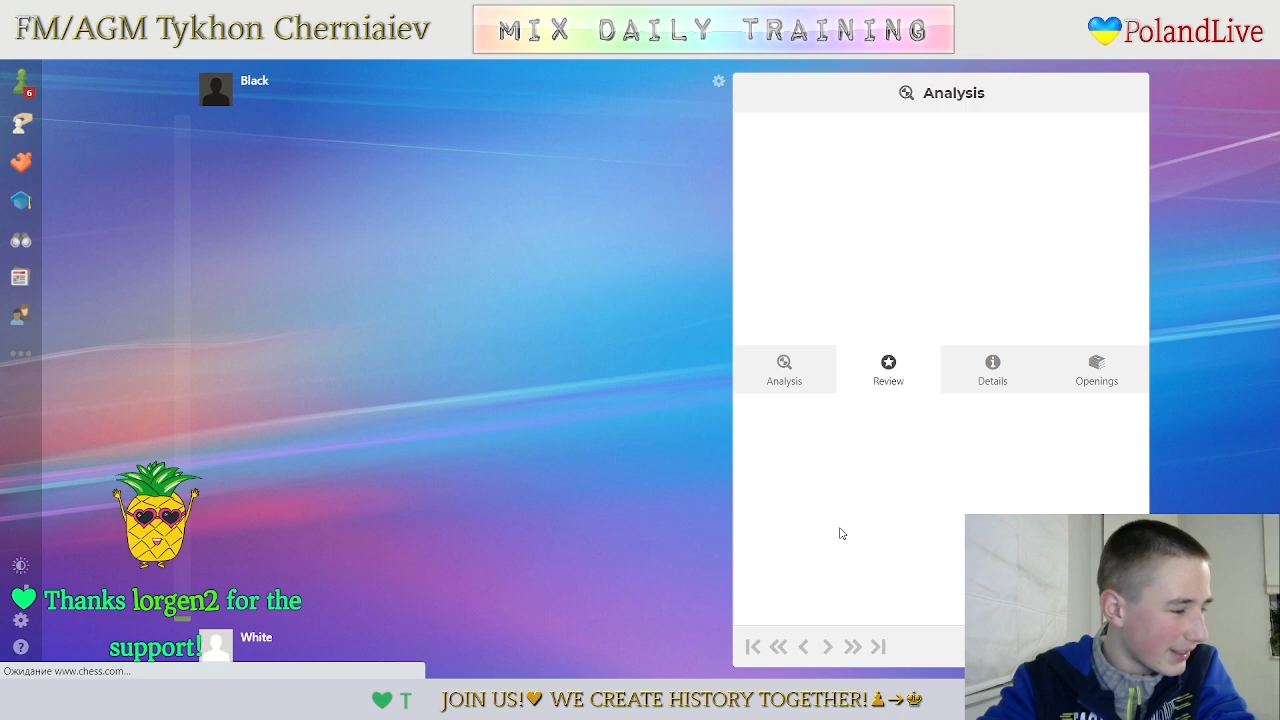 FM/AGM Tykhon Cherniaiev
MIX DAILY TRAINING
PolandLive
6
Black
Analysis
Analysis
Review
Details
Openings
Thanks lorgen2 for the
support!
White
Ожидание www.chess.com...
T
JOIN US! WE CREATE HISTORY TOGETHER!